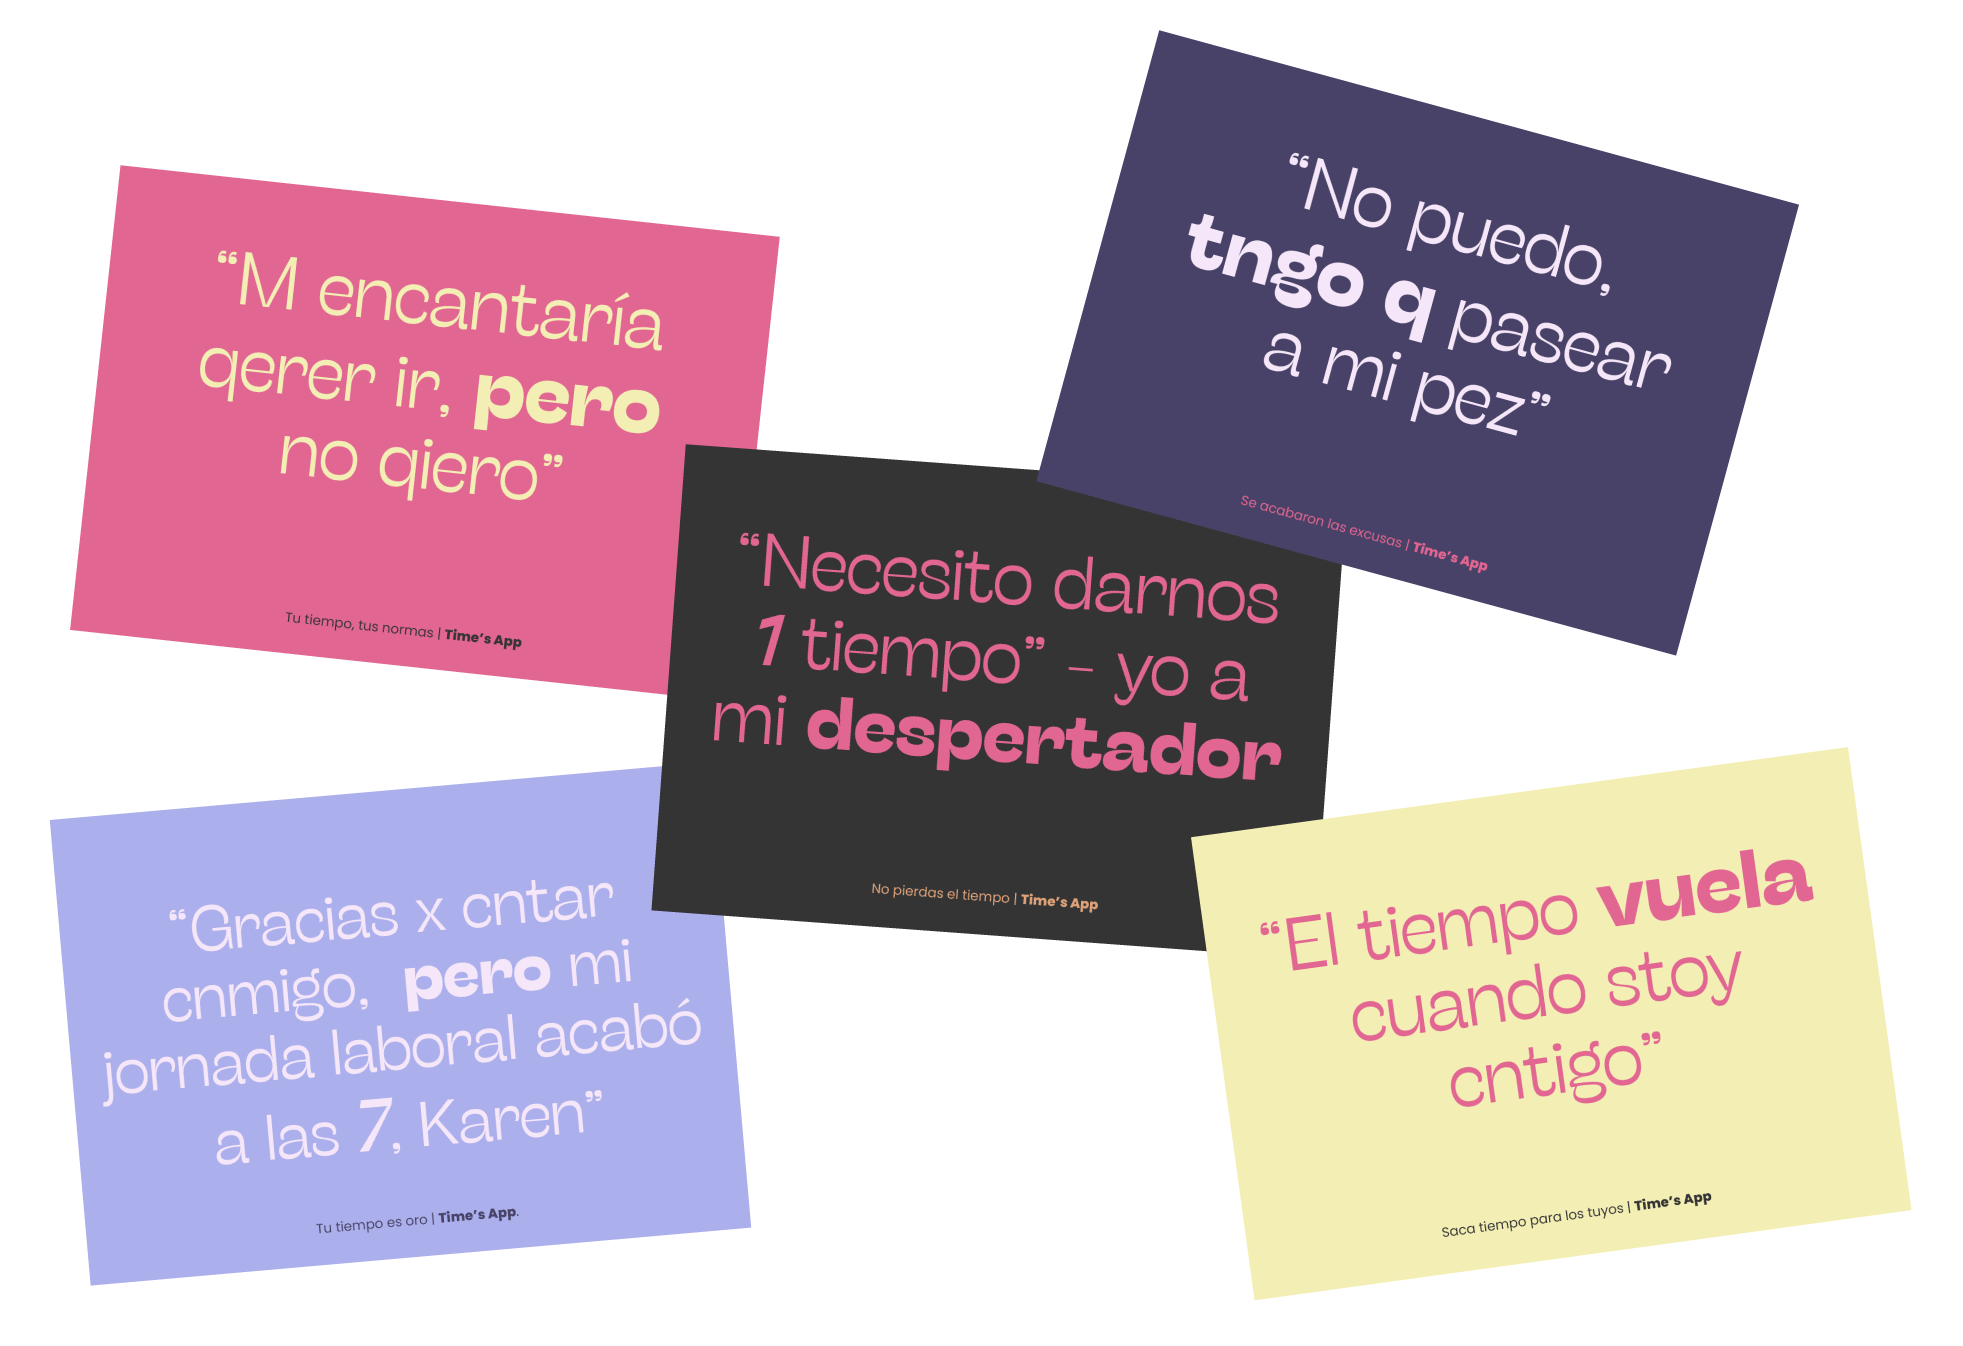 “M encantaría
qerer ir, pero
no qiero”
Tu tiempo, tus normas | Time’s App
“No puedo,
tngo q pasear
a mi pez”
Se acabaron las excusas | Time’s App
“Necesito darnos
1 tiempo” - yo a
mi despertador
No pierdas el tiempo | Time’s App
“Gracias x cntar
cnmigo, pero mi
jornada laboral acabó
a las 7, Karen”
Tu tiempo es oro | Time’s App.
“El tiempo vuela
cuando stoy
cntigo”
Saca tiempo para los tuyos | Time’s App